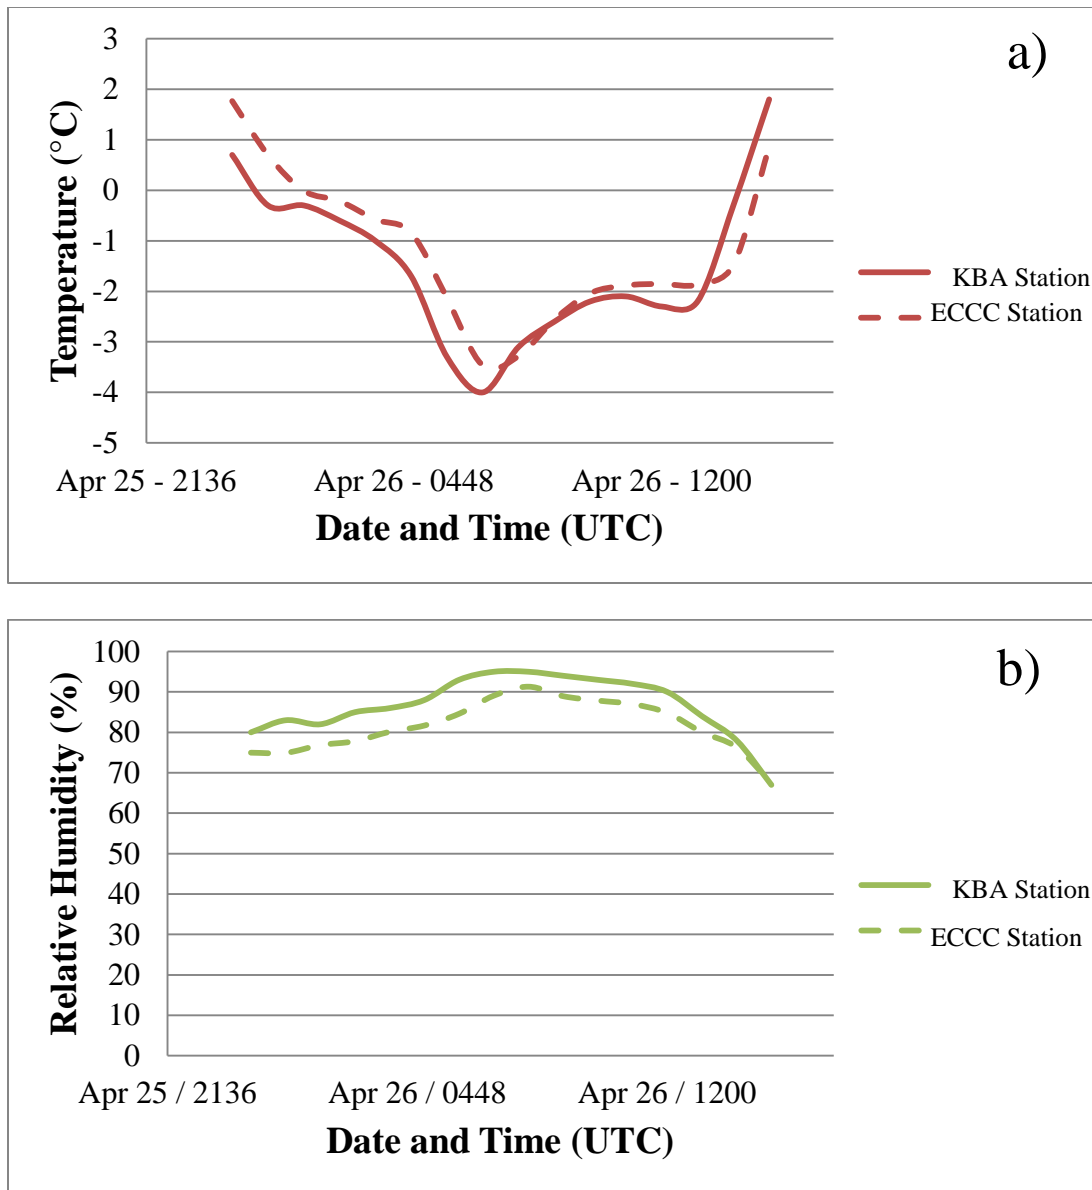 a)
3
2
1
0
-1
-2
-3
-4
-5
Temperature (°C)
KBA Station
ECCC Station
Apr 25 - 2136 Apr 26 - 0448 Apr 26 - 1200
Date and Time (UTC)
b)
100
90
80
70
60
50
40
30
20
10
0
Relative Humidity (%)
KBA Station
ECCC Station
Apr 25 / 2136 Apr 26 / 0448 Apr 26 / 1200
Date and Time (UTC)